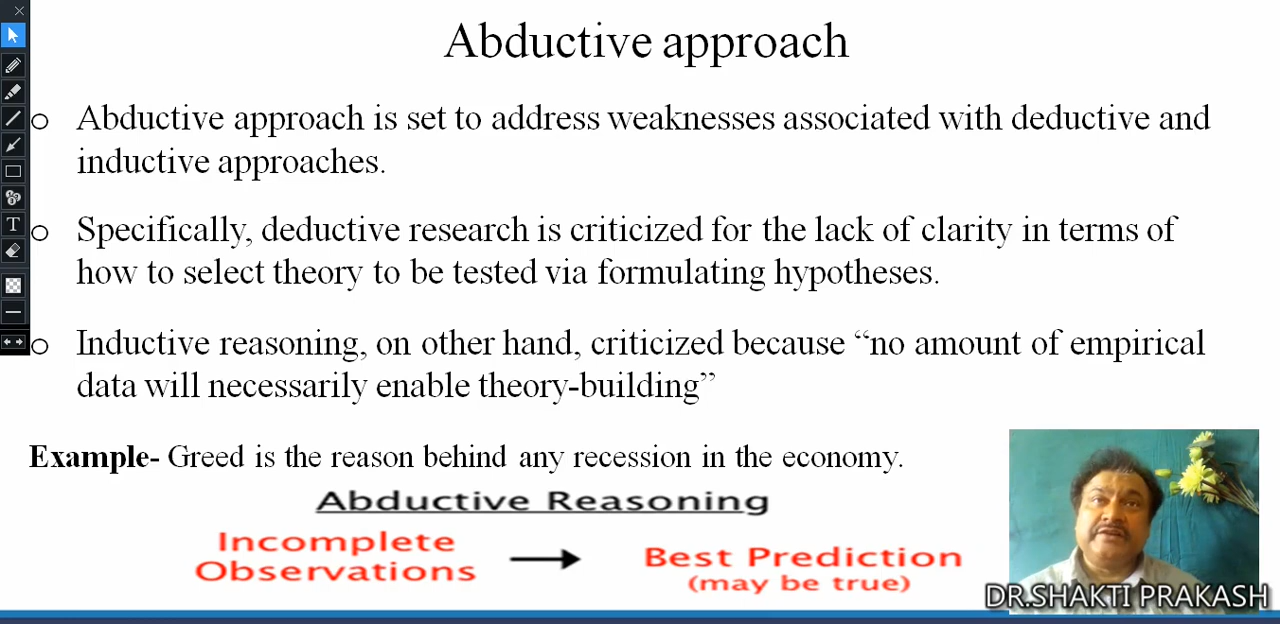 Abductive approach
o Abductive approach is set to address weaknesses associated with deductive and
inductive approaches.
o Specifically, deductive research is criticized for the lack of clarity in terms of
how to select theory to be tested via formulating hypotheses.
o Inductive reasoning, on other hand, criticized because “no amount of empirical
data will necessarily enable theory-building”
Example- Greed is the reason behind any recession in the economy.
Abductive Reasoning
Incomplete
Observations
Best Prediction
(may be true)
DR.SHAKTI PRAKASH
T